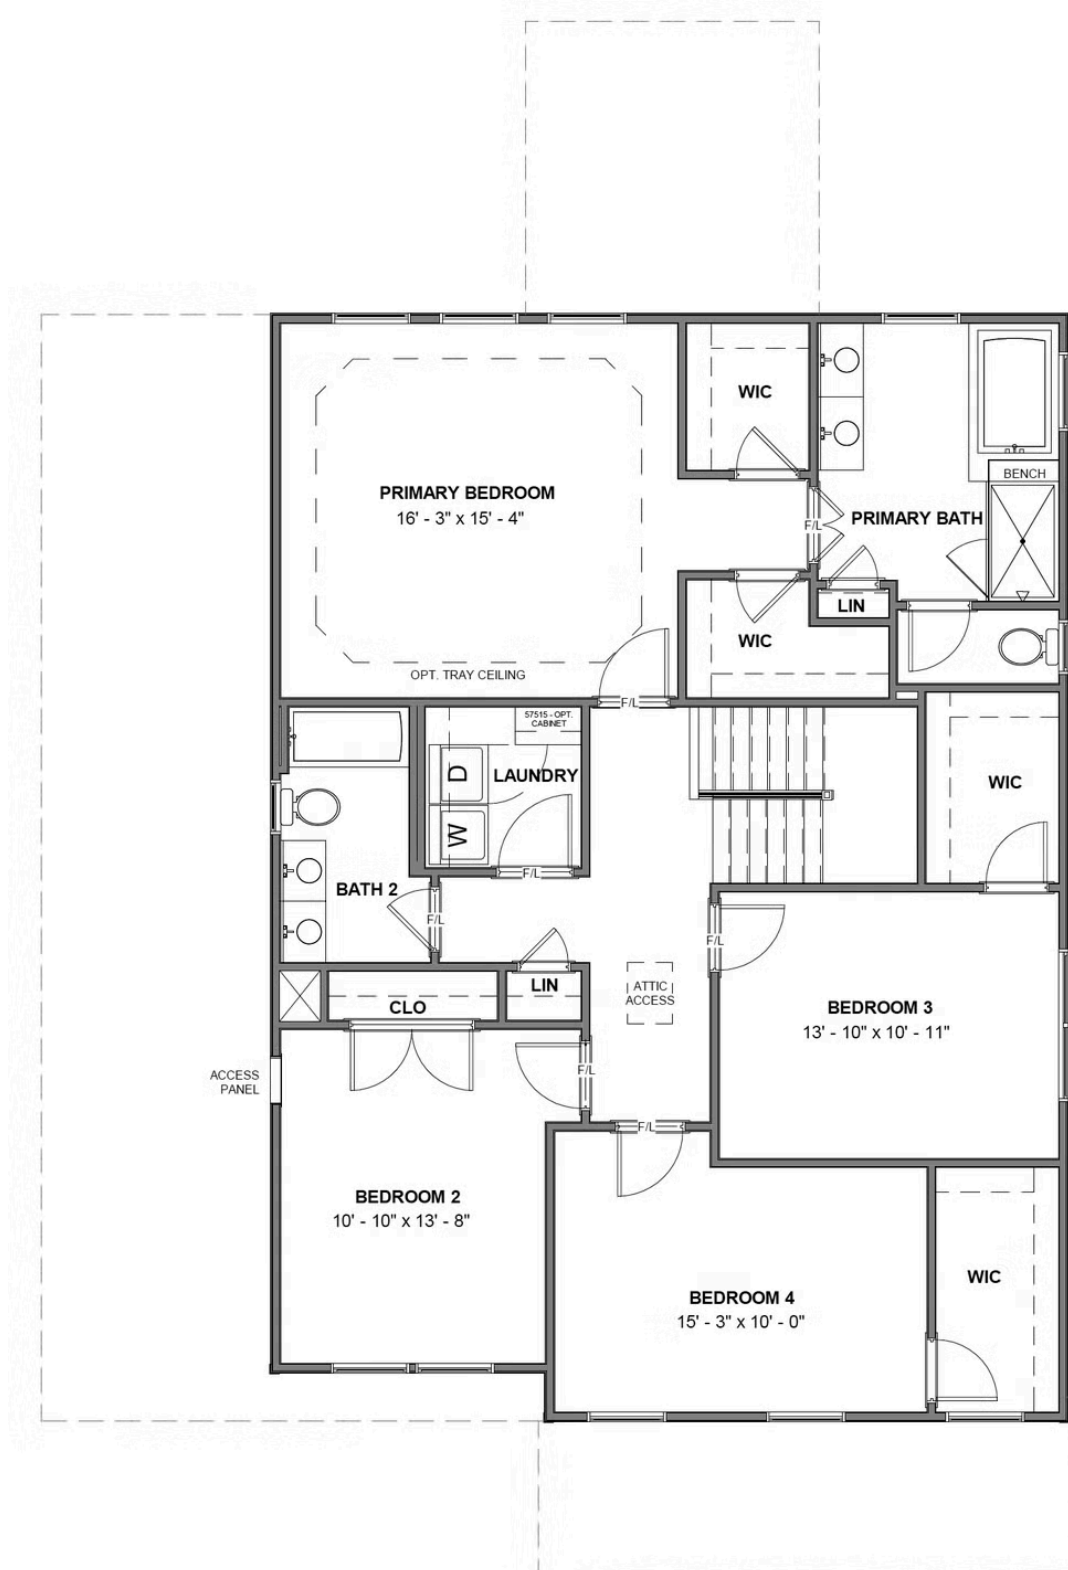 WIC
BENCH
PRIMARY BEDROOM
16' - 3" x 15' - 4"
F/L
PRIMARY BATH
LIN
WIC
OPT. TRAY CEILING
F/L
57515 - OPT.
CABINET
D
LAUNDRY
WIC
W
F/L
BATH 2
F/L
F/L
LIN
ATTIC
ACCESS
CLO
BEDROOM 3
13' - 10" x 10' - 11"
ACCESS
PANEL
F/L
F/L
BEDROOM 2
10' - 10" x 13' - 8"
WIC
BEDROOM 4
15' - 3" x 10' - 0"